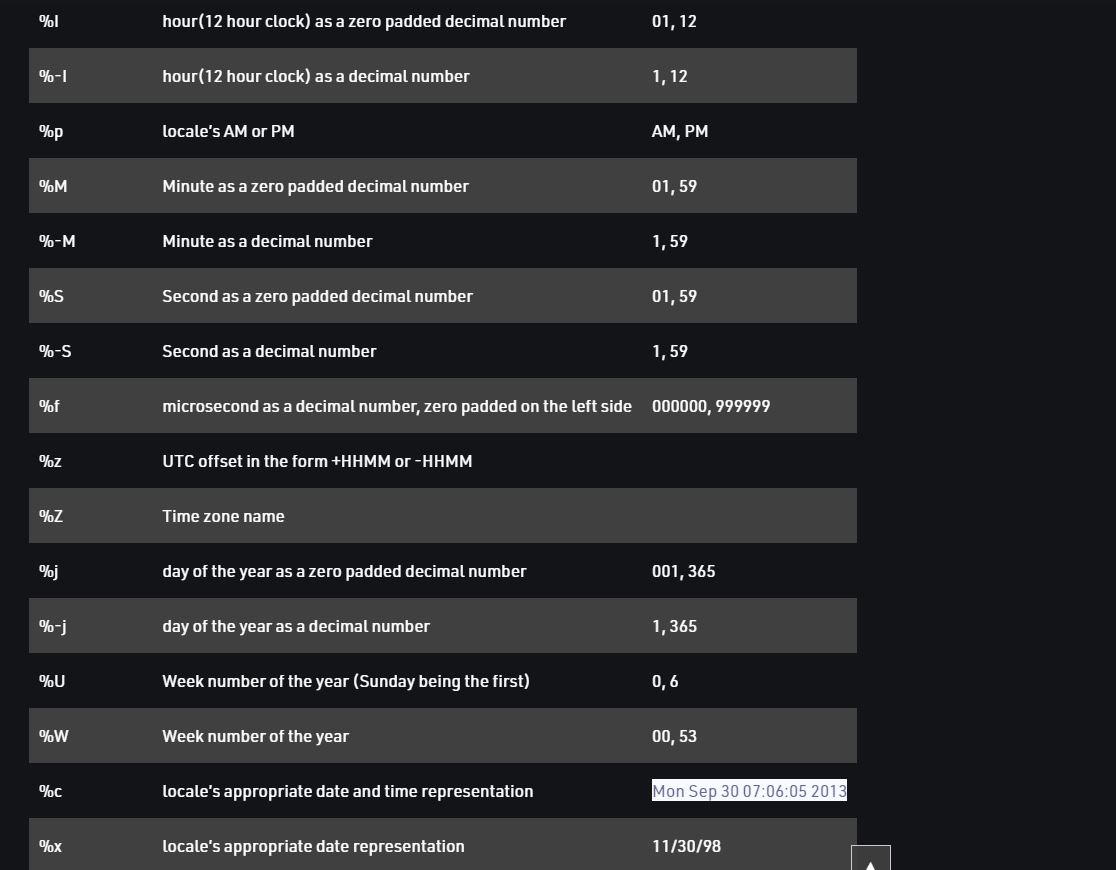 %I hour(12 hour clock) as a zero padded decimal number 01, 12
%-I hour(12 hour clock) as a decimal number 1, 12
%p locale's AM or PM AM, PM
%M Minute as a zero padded decimal number 01, 59
%-M Minute as a decimal number 1, 59
%S Second as a zero padded decimal number 01, 59
%-S Second as a decimal number 1, 59
%f microsecond as a decimal number, zero padded on the left side 000000, 999999
%z UTC offset in the form +HHMM or -HHMM
%Z Time zone name
%j day of the year as a zero padded decimal number 001, 365
%-j day of the year as a decimal number 1, 365
%U Week number of the year (Sunday being the first) 0, 6
%W Week number of the year 00, 53
%c locale's appropriate date and time representation Mon Sep 30 07:06:05 2013
%x locale's appropriate date representation 11/30/98